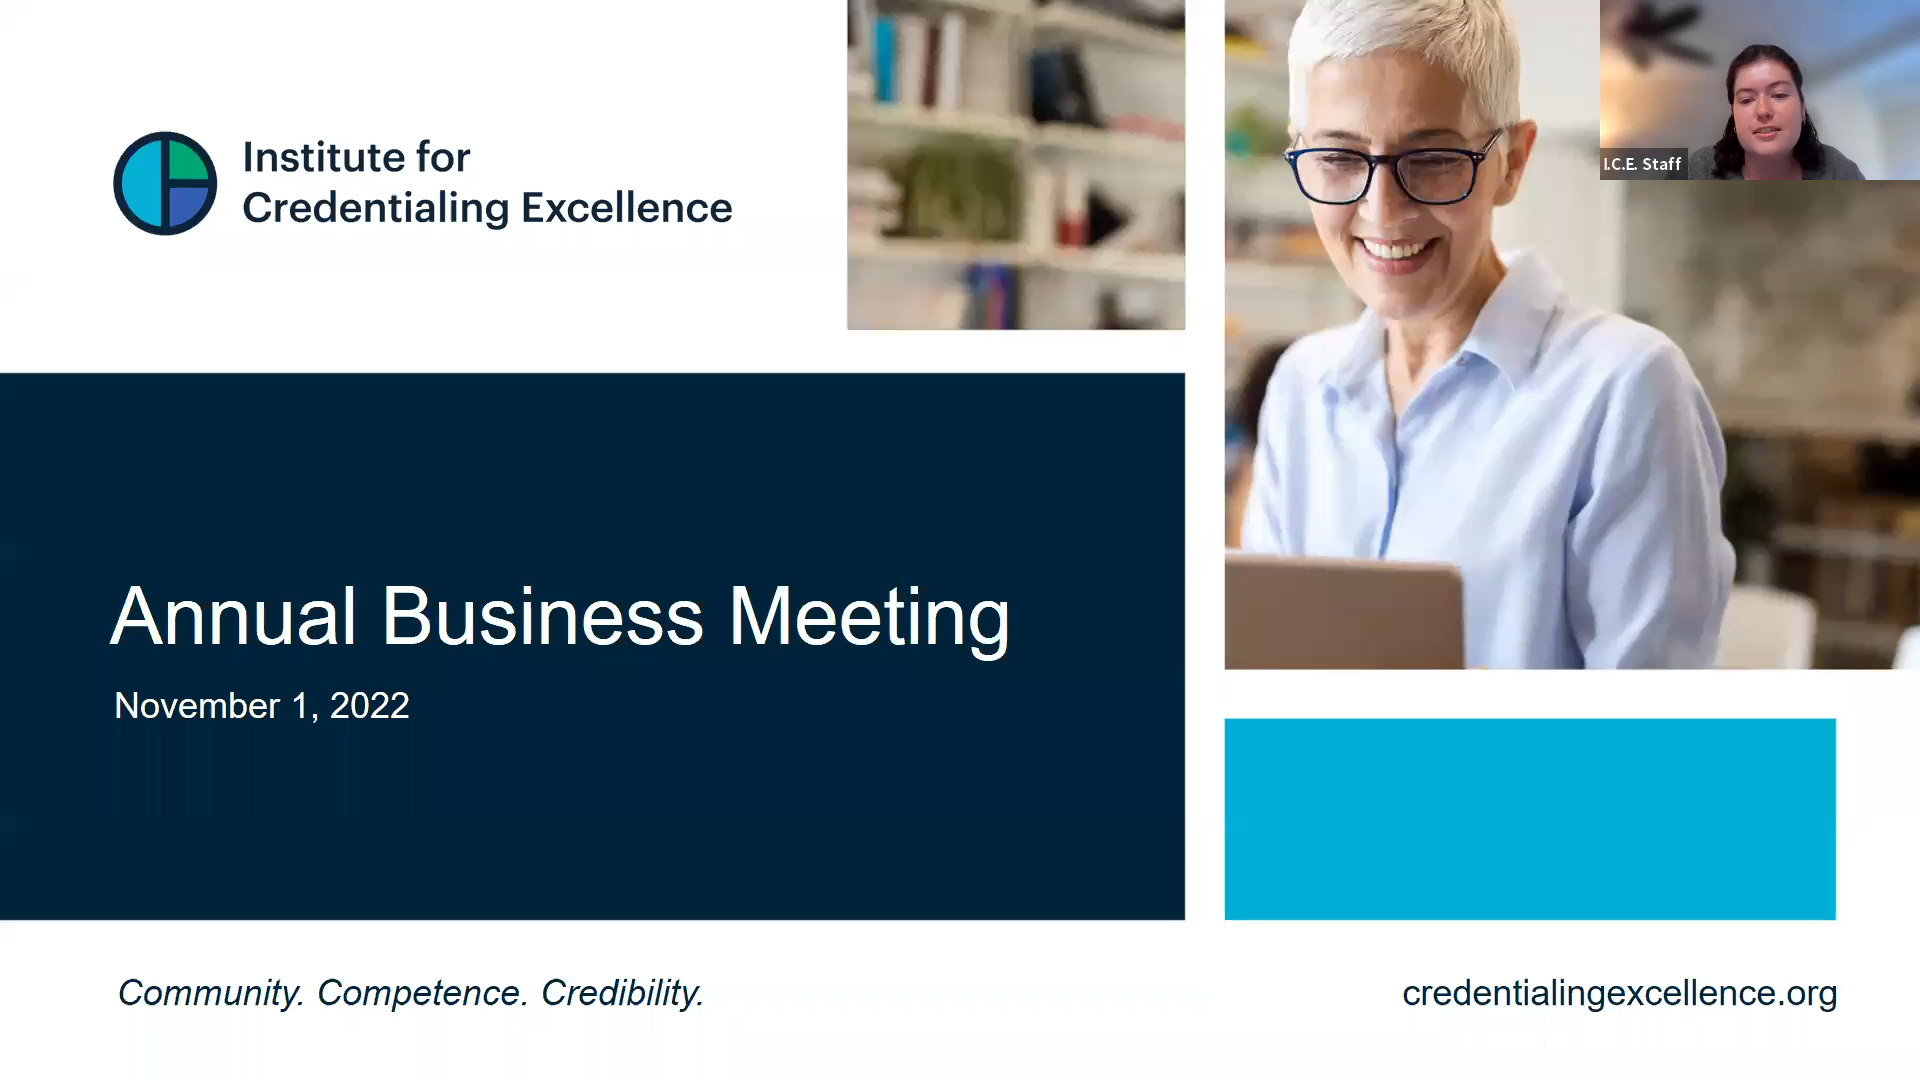 Institute for
Credentialing Excellence
I.C.E. Staff
Annual Business Meeting
November 1, 2022
Community. Competence. Credibility.
credentialingexcellence.org